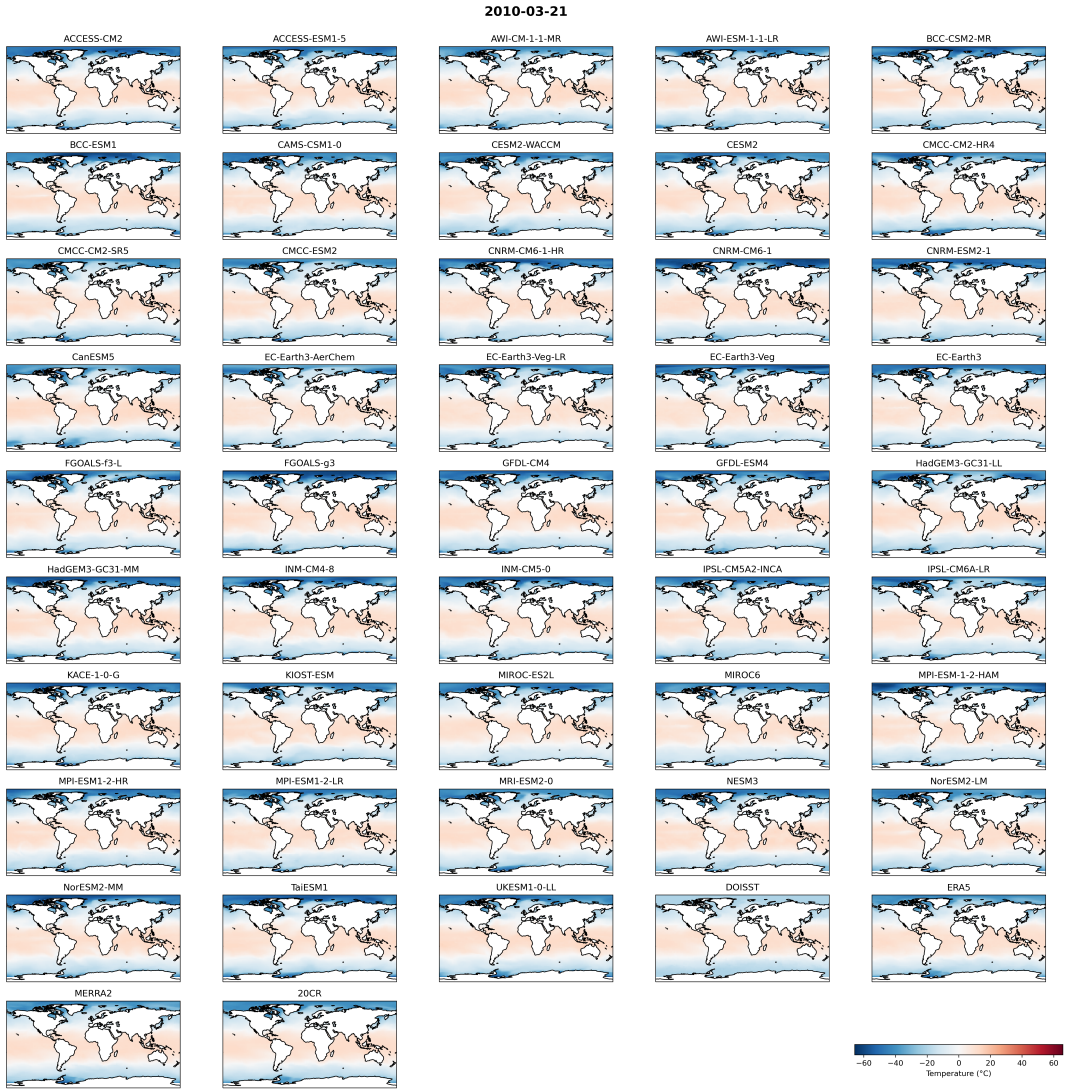 2010-03-21
ACCESS-CM2 ACCESS-ESM1-5 AWI-CM-1-1-MR AWI-ESM-1-1-LR BCC-CSM2-MR
BCC-ESM1 CAMS-CSM1-0 CESM2-WACCM CESM2 CMCC-CM2-HR4
CMCC-CM2-SR5 CMCC-ESM2 CNRM-CM6-1-HR CNRM-CM6-1 CNRM-ESM2-1
CanESM5 EC-Earth3-AerChem EC-Earth3-Veg-LR EC-Earth3-Veg EC-Earth3
FGOALS-f3-L FGOALS-g3 GFDL-CM4 GFDL-ESM4 HadGEM3-GC31-LL
HadGEM3-GC31-MM INM-CM4-8 INM-CM5-0 IPSL-CM5A2-INCA IPSL-CM6A-LR
KACE-1-0-G KIOST-ESM MIROC-ES2L MIROC6 MPI-ESM-1-2-HAM
MPI-ESM1-2-HR MPI-ESM1-2-LR MRI-ESM2-0 NESM3 NorESM2-LM
NorESM2-MM TaiESM1 UKESM1-0-LL DOISST ERA5
MERRA2 20CR
−60 −40 −20 0 20 40 60
Temperature (°C)